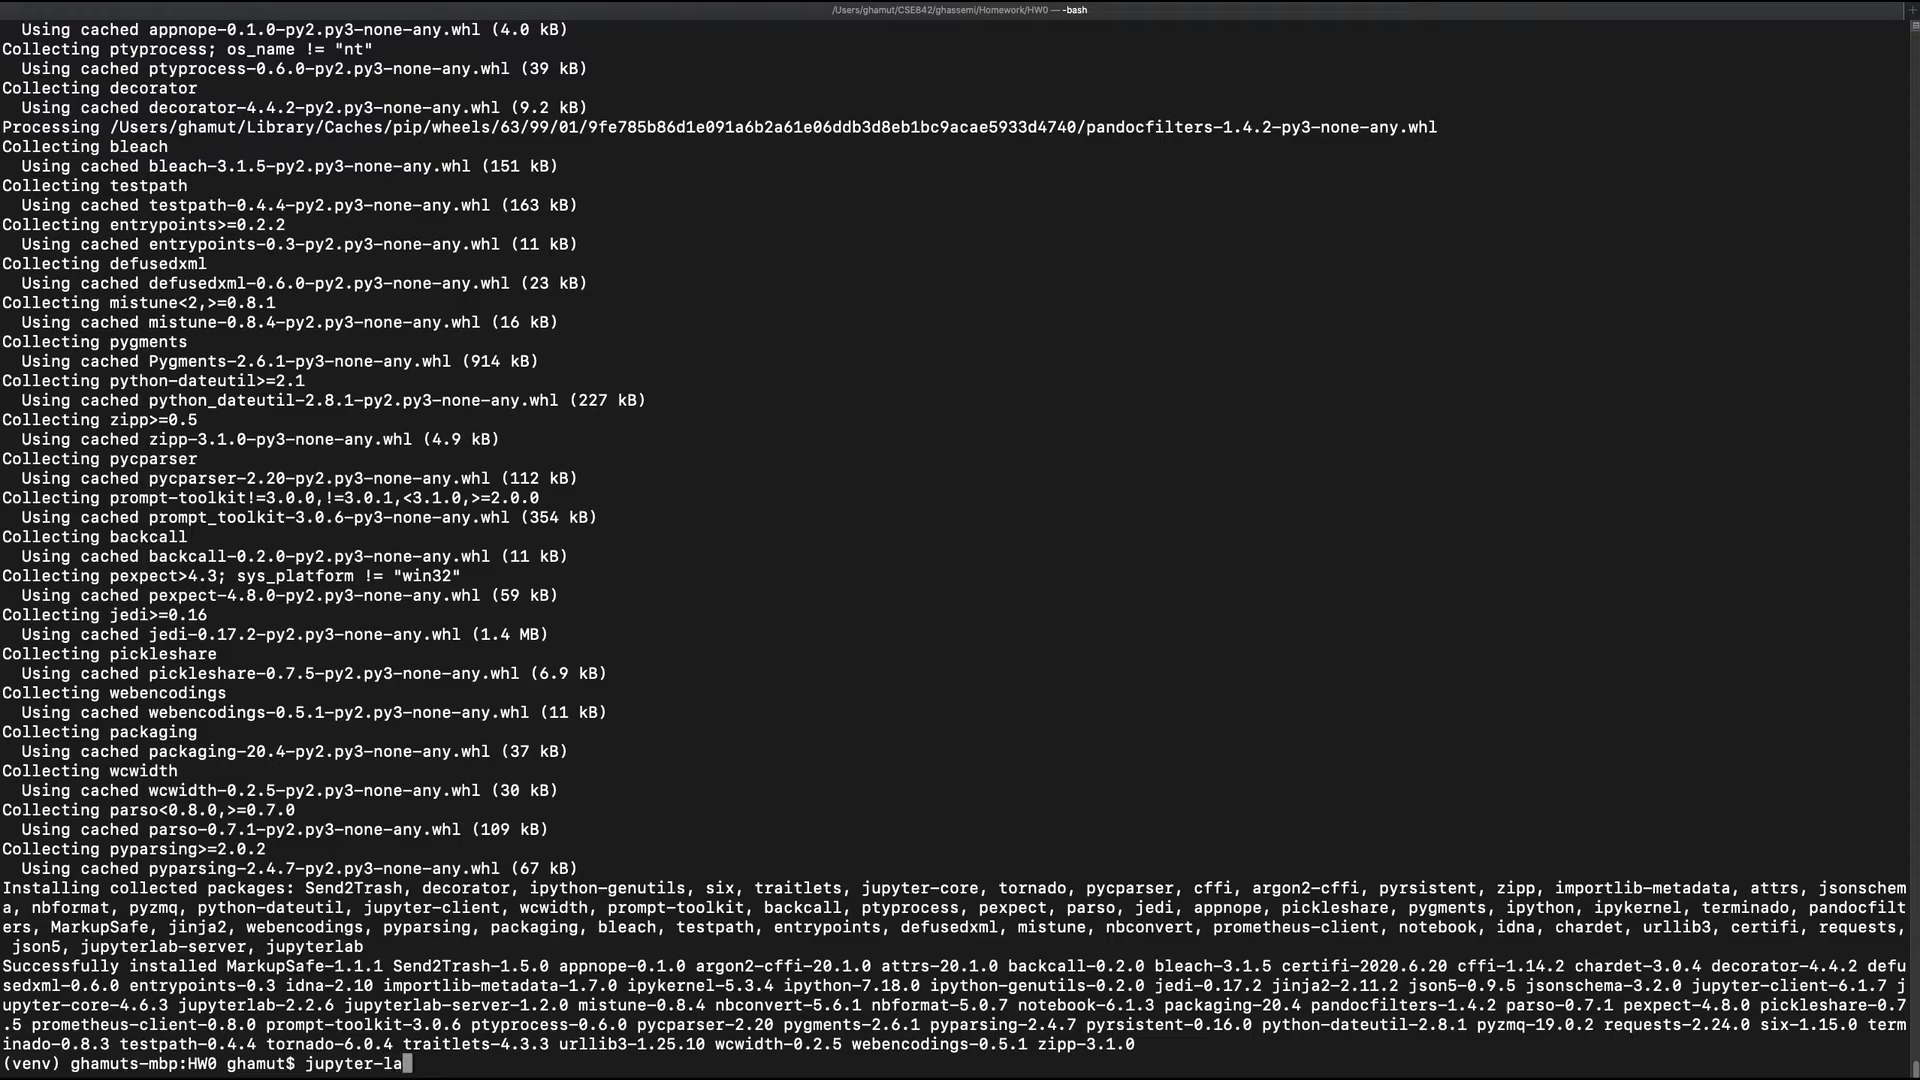 /Users/ghamut/CSE842/ghassemi/Homework/HW0 — -bash
  Using cached appnope-0.1.0-py2.py3-none-any.whl (4.0 kB)
Collecting ptyprocess; os_name != "nt"
  Using cached ptyprocess-0.6.0-py2.py3-none-any.whl (39 kB)
Collecting decorator
  Using cached decorator-4.4.2-py2.py3-none-any.whl (9.2 kB)
Processing /Users/ghamut/Library/Caches/pip/wheels/63/99/01/9fe785b86d1e091a6b2a61e06ddb3d8eb1bc9acae5933d4740/pandocfilters-1.4.2-py3-none-any.whl
Collecting bleach
  Using cached bleach-3.1.5-py2.py3-none-any.whl (151 kB)
Collecting testpath
  Using cached testpath-0.4.4-py2.py3-none-any.whl (163 kB)
Collecting entrypoints>=0.2.2
  Using cached entrypoints-0.3-py2.py3-none-any.whl (11 kB)
Collecting defusedxml
  Using cached defusedxml-0.6.0-py2.py3-none-any.whl (23 kB)
Collecting mistune<2,>=0.8.1
  Using cached mistune-0.8.4-py2.py3-none-any.whl (16 kB)
Collecting pygments
  Using cached Pygments-2.6.1-py3-none-any.whl (914 kB)
Collecting python-dateutil>=2.1
  Using cached python_dateutil-2.8.1-py2.py3-none-any.whl (227 kB)
Collecting zipp>=0.5
  Using cached zipp-3.1.0-py3-none-any.whl (4.9 kB)
Collecting pycparser
  Using cached pycparser-2.20-py2.py3-none-any.whl (112 kB)
Collecting prompt-toolkit!=3.0.0,!=3.0.1,<3.1.0,>=2.0.0
  Using cached prompt_toolkit-3.0.6-py3-none-any.whl (354 kB)
Collecting backcall
  Using cached backcall-0.2.0-py2.py3-none-any.whl (11 kB)
Collecting pexpect>4.3; sys_platform != "win32"
  Using cached pexpect-4.8.0-py2.py3-none-any.whl (59 kB)
Collecting jedi>=0.16
  Using cached jedi-0.17.2-py2.py3-none-any.whl (1.4 MB)
Collecting pickleshare
  Using cached pickleshare-0.7.5-py2.py3-none-any.whl (6.9 kB)
Collecting webencodings
  Using cached webencodings-0.5.1-py2.py3-none-any.whl (11 kB)
Collecting packaging
  Using cached packaging-20.4-py2.py3-none-any.whl (37 kB)
Collecting wcwidth
  Using cached wcwidth-0.2.5-py2.py3-none-any.whl (30 kB)
Collecting parso<0.8.0,>=0.7.0
  Using cached parso-0.7.1-py2.py3-none-any.whl (109 kB)
Collecting pyparsing>=2.0.2
  Using cached pyparsing-2.4.7-py2.py3-none-any.whl (67 kB)
Installing collected packages: Send2Trash, decorator, ipython-genutils, six, traitlets, jupyter-core, tornado, pycparser, cffi, argon2-cffi, pyrsistent, zipp, importlib-metadata, attrs, jsonschem
a, nbformat, pyzmq, python-dateutil, jupyter-client, wcwidth, prompt-toolkit, backcall, ptyprocess, pexpect, parso, jedi, appnope, pickleshare, pygments, ipython, ipykernel, terminado, pandocfilt
ers, MarkupSafe, jinja2, webencodings, pyparsing, packaging, bleach, testpath, entrypoints, defusedxml, mistune, nbconvert, prometheus-client, notebook, idna, chardet, urllib3, certifi, requests,
 json5, jupyterlab-server, jupyterlab
Successfully installed MarkupSafe-1.1.1 Send2Trash-1.5.0 appnope-0.1.0 argon2-cffi-20.1.0 attrs-20.1.0 backcall-0.2.0 bleach-3.1.5 certifi-2020.6.20 cffi-1.14.2 chardet-3.0.4 decorator-4.4.2 defu
sedxml-0.6.0 entrypoints-0.3 idna-2.10 importlib-metadata-1.7.0 ipykernel-5.3.4 ipython-7.18.0 ipython-genutils-0.2.0 jedi-0.17.2 jinja2-2.11.2 json5-0.9.5 jsonschema-3.2.0 jupyter-client-6.1.7 j
upyter-core-4.6.3 jupyterlab-2.2.6 jupyterlab-server-1.2.0 mistune-0.8.4 nbconvert-5.6.1 nbformat-5.0.7 notebook-6.1.3 packaging-20.4 pandocfilters-1.4.2 parso-0.7.1 pexpect-4.8.0 pickleshare-0.7
.5 prometheus-client-0.8.0 prompt-toolkit-3.0.6 ptyprocess-0.6.0 pycparser-2.20 pygments-2.6.1 pyparsing-2.4.7 pyrsistent-0.16.0 python-dateutil-2.8.1 pyzmq-19.0.2 requests-2.24.0 six-1.15.0 term
inado-0.8.3 testpath-0.4.4 tornado-6.0.4 traitlets-4.3.3 urllib3-1.25.10 wcwidth-0.2.5 webencodings-0.5.1 zipp-3.1.0
(venv) ghamuts-mbp:HW0 ghamut$ jupyter-la